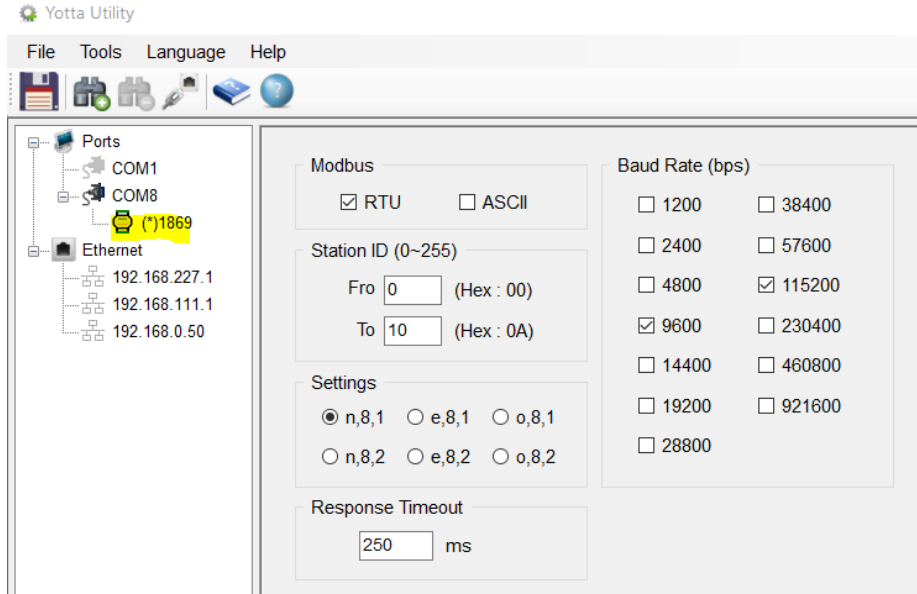 Yotta Utility
File Tools Language Help
Ports
COM1
COM8
(*)1869
Ethernet
192.168.227.1
192.168.111.1
192.168.0.50
Modbus
RTU ASCII
Station ID (0~255)
Fro 0 (Hex : 00)
To 10 (Hex : 0A)
Settings
n,8,1 e,8,1 o,8,1
n,8,2 e,8,2 o,8,2
Response Timeout
250 ms
Baud Rate (bps)
1200 38400
2400 57600
4800 115200
9600 230400
14400 460800
19200 921600
28800